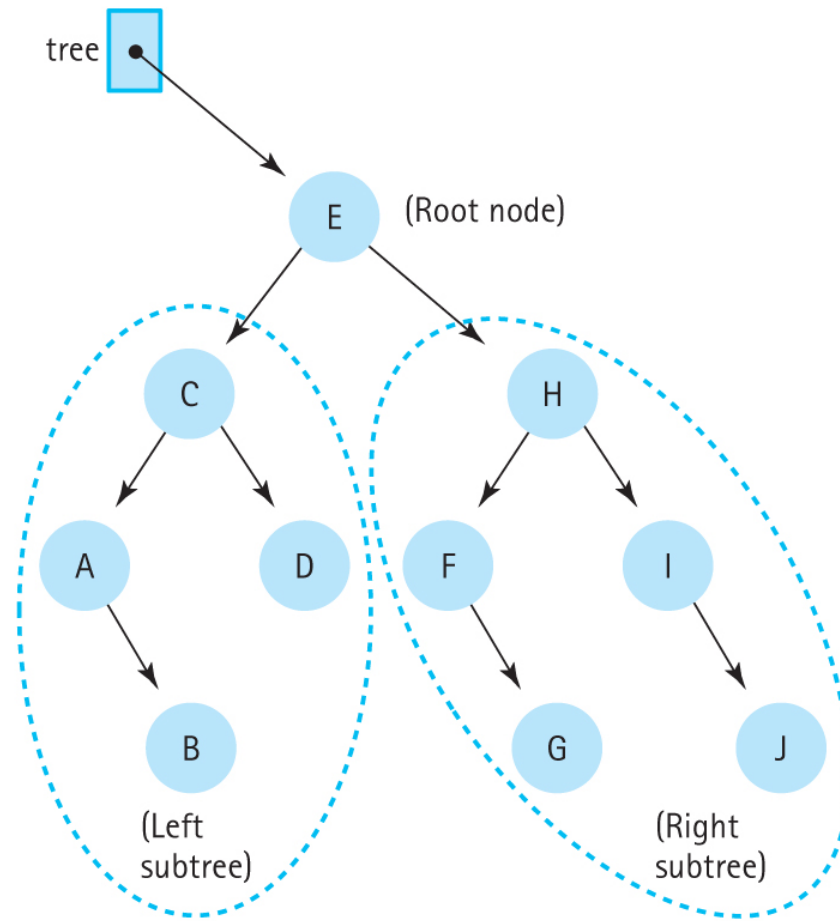 tree
E
(Root node)
C
H
A
D
F
I
B
G
J
(Left
subtree)
(Right
subtree)